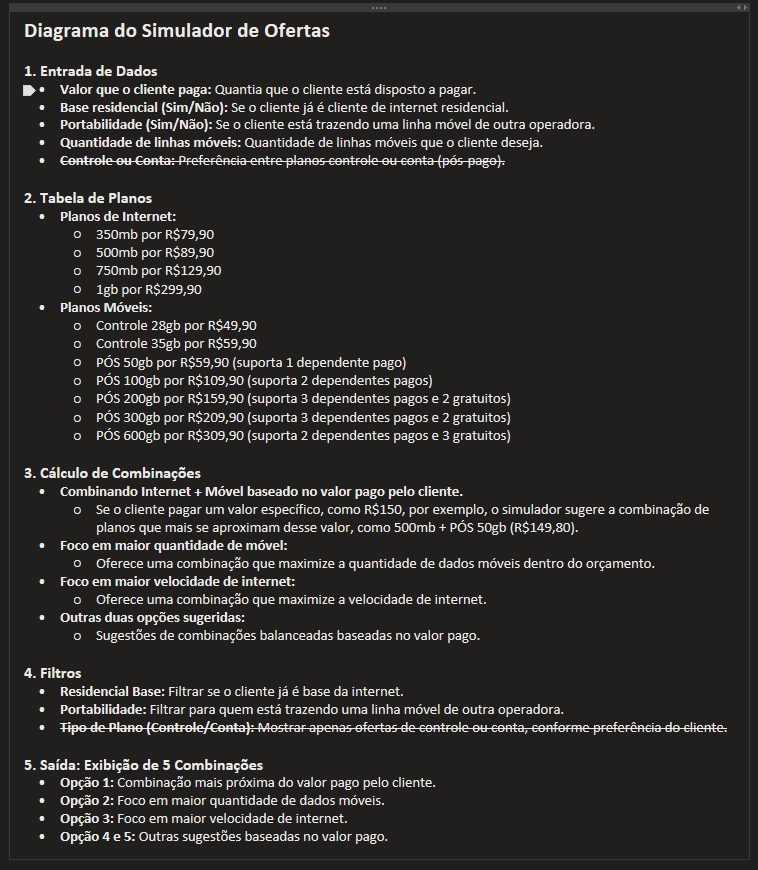 Diagrama do Simulador de Ofertas
1. Entrada de Dados
• Valor que o cliente paga: Quantia que o cliente está disposto a pagar.
• Base residencial (Sim/Não): Se o cliente já é cliente de internet residencial.
• Portabilidade (Sim/Não): Se o cliente está trazendo uma linha móvel de outra operadora.
• Quantidade de linhas móveis: Quantidade de linhas móveis que o cliente deseja.
• Controle ou Conta: Preferência entre planos controle ou conta (pós-pago).
2. Tabela de Planos
• Planos de Internet:
○ 350mb por R$79,90
○ 500mb por R$89,90
○ 750mb por R$129,90
○ 1gb por R$299,90
• Planos Móveis:
○ Controle 28gb por R$49,90
○ Controle 35gb por R$59,90
○ PÓS 50gb por R$59,90 (suporta 1 dependente pago)
○ PÓS 100gb por R$109,90 (suporta 2 dependentes pagos)
○ PÓS 200gb por R$159,90 (suporta 3 dependentes pagos e 2 gratuitos)
○ PÓS 300gb por R$209,90 (suporta 3 dependentes pagos e 2 gratuitos)
○ PÓS 600gb por R$309,90 (suporta 2 dependentes pagos e 3 gratuitos)
3. Cálculo de Combinações
• Combinando Internet + Móvel baseado no valor pago pelo cliente.
○ Se o cliente pagar um valor específico, como R$150, por exemplo, o simulador sugere a combinação de
planos que mais se aproximam desse valor, como 500mb + PÓS 50gb (R$149,80).
• Foco em maior quantidade de móvel:
○ Oferece uma combinação que maximize a quantidade de dados móveis dentro do orçamento.
• Foco em maior velocidade de internet:
○ Oferece uma combinação que maximize a velocidade de internet.
• Outras duas opções sugeridas:
○ Sugestões de combinações balanceadas baseadas no valor pago.
4. Filtros
• Residencial Base: Filtrar se o cliente já é base da internet.
• Portabilidade: Filtrar para quem está trazendo uma linha móvel de outra operadora.
• Tipo de Plano (Controle/Conta): Mostrar apenas ofertas de controle ou conta, conforme preferência do cliente.
5. Saída: Exibição de 5 Combinações
• Opção 1: Combinação mais próxima do valor pago pelo cliente.
• Opção 2: Foco em maior quantidade de dados móveis.
• Opção 3: Foco em maior velocidade de internet.
• Opção 4 e 5: Outras sugestões baseadas no valor pago.